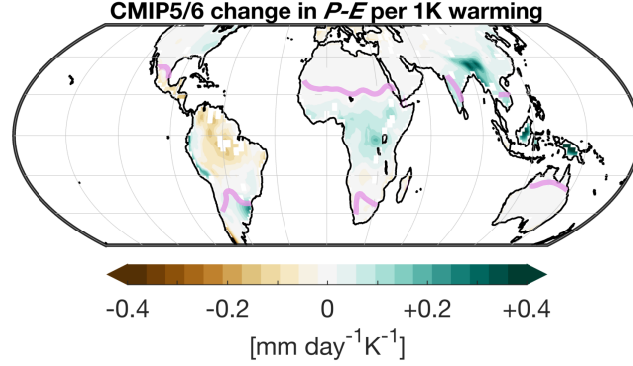 CMIP5/6 change in P-E per 1K warming
-0.4 -0.2 0 +0.2 +0.4
[mm day⁻¹K⁻¹]